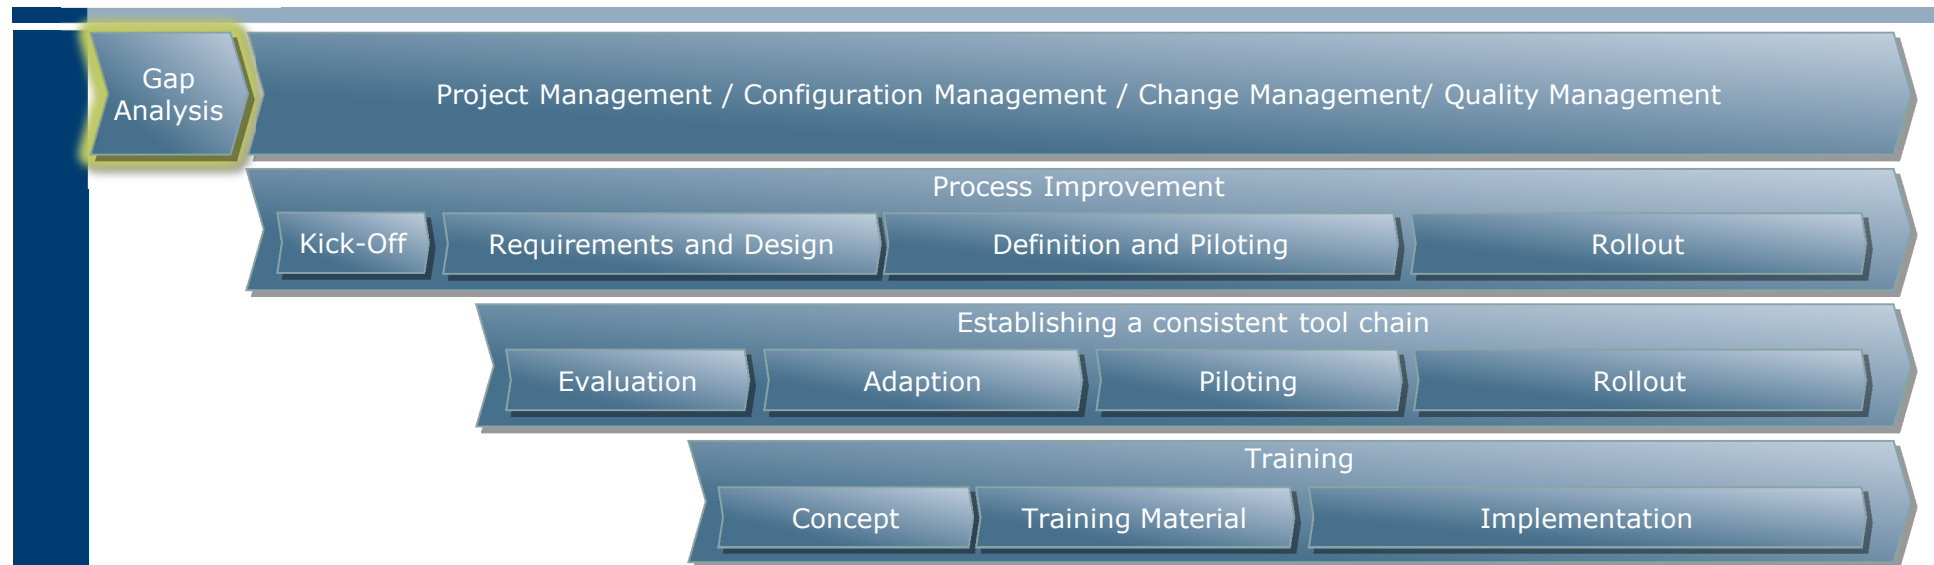 Gap
Analysis
Project Management / Configuration Management / Change Management/ Quality Management
Process Improvement
Kick-Off
Requirements and Design
Definition and Piloting
Rollout
Establishing a consistent tool chain
Evaluation
Adaption
Piloting
Rollout
Training
Concept
Training Material
Implementation